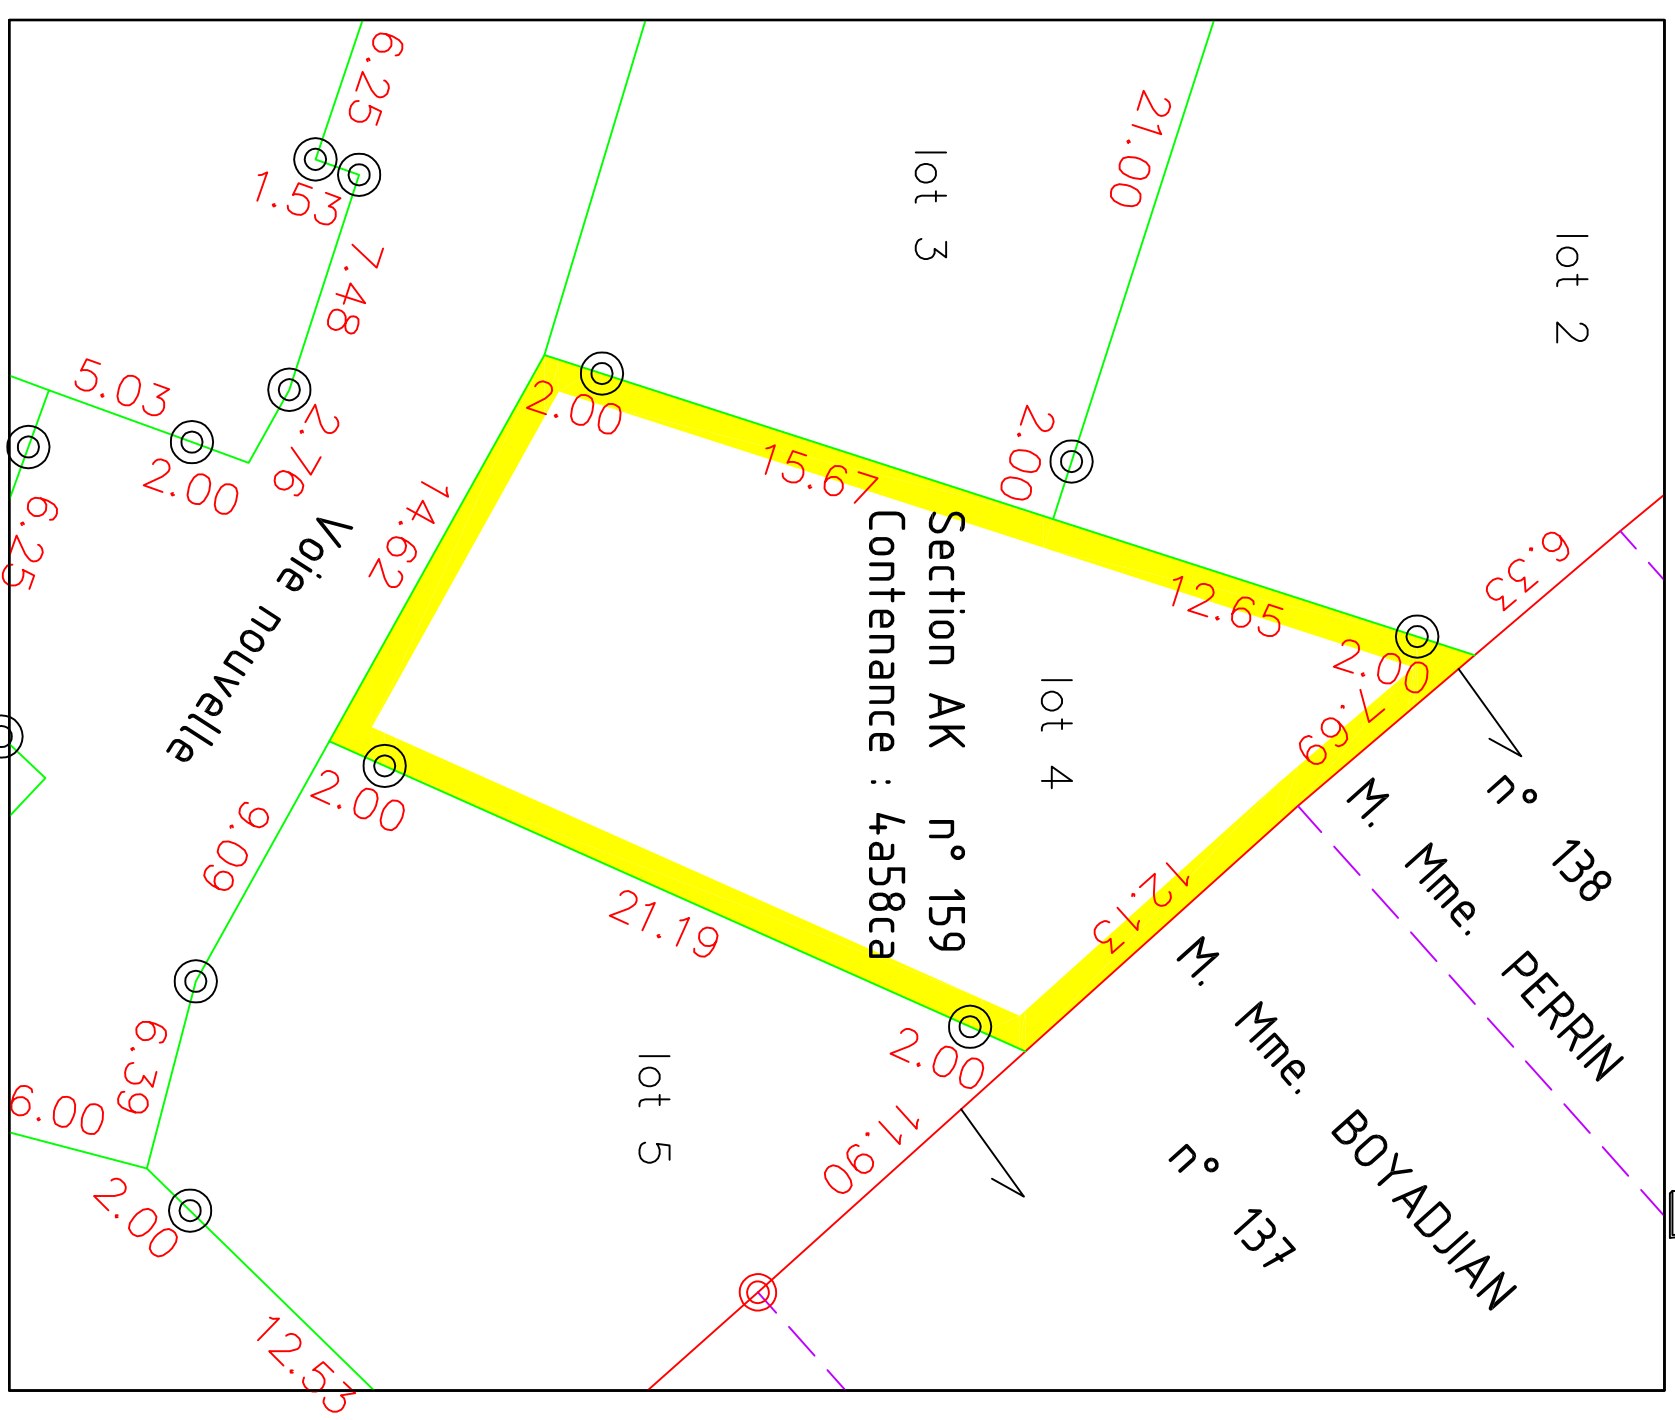 6.25
1.53
7.48
2.76
5.03
2.00
6.25
Voie nouvelle
14.62
9.09
6.39
6.00
2.00
12.53
lot 3
21.00
2.00
lot 2
2.00
15.67
12.65
2.00
6.33
7.69
12.13
Section AK n° 159
Contenance : 4a58ca
lot 4
2.00
21.19
2.00
11.90
lot 5
n° 138
M. Mme. PERRIN
M. Mme. BOYADJIAN
n° 137